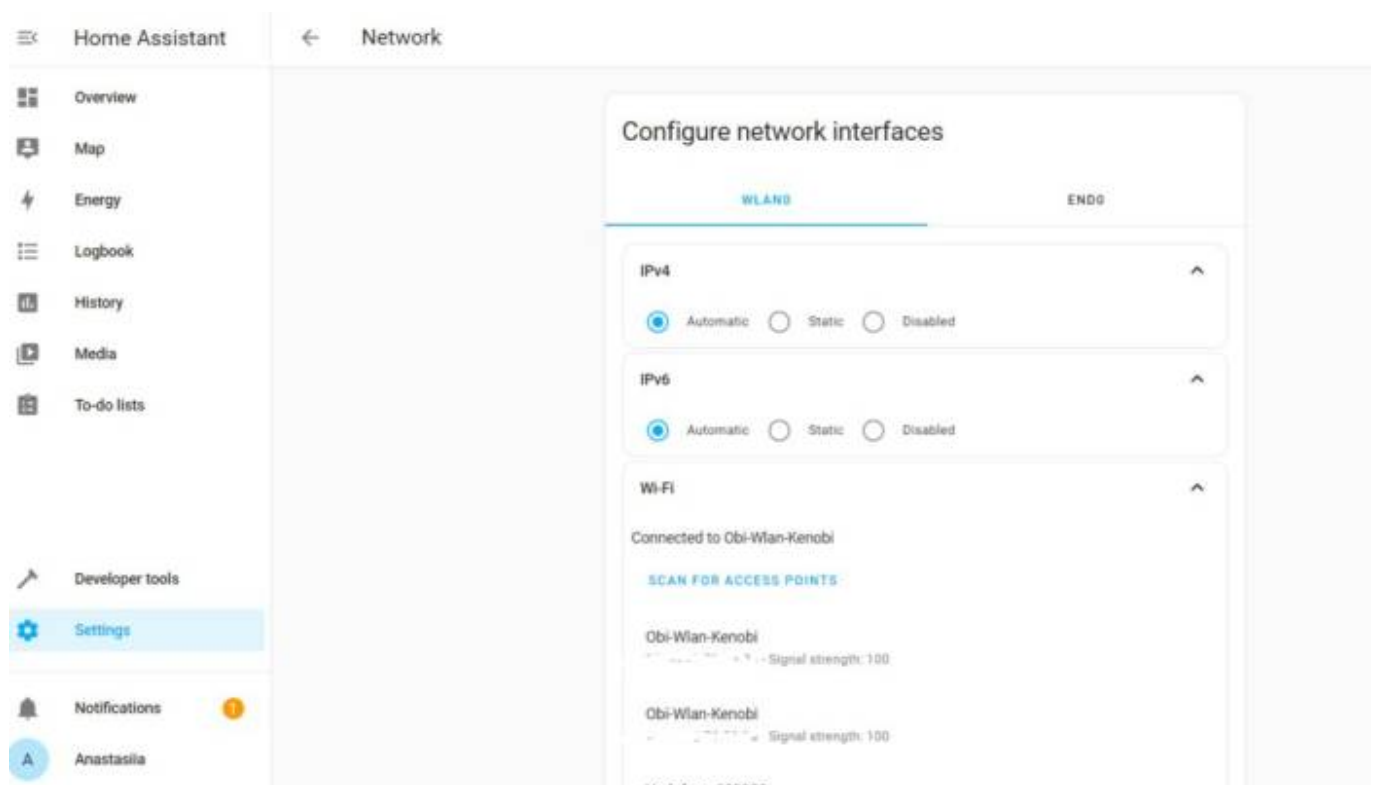 Home Assistant
Network
Overview
Map
Energy
Logbook
History
Media
To-do lists
Developer tools
Settings
Notifications
1
A
Anastasiia
Configure network interfaces
WLAN0 END0
IPv4
Automatic Static Disabled
IPv6
Automatic Static Disabled
Wi-Fi
Connected to Obi-Wlan-Kenobi
SCAN FOR ACCESS POINTS
Obi-Wlan-Kenobi
- Signal strength: 100
Obi-Wlan-Kenobi
- Signal strength: 100